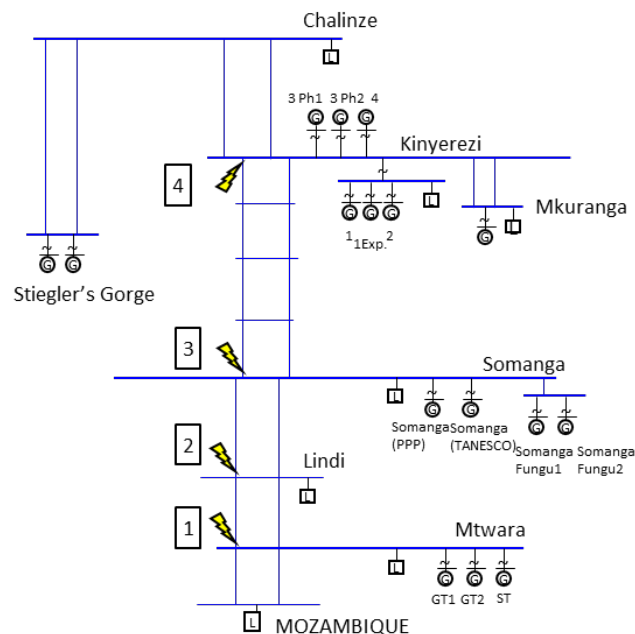 Chalinze
L
3 Ph1 3 Ph2 4
G G G
Kinyerezi
4
L
G G G
1 1Exp. 2
G L
Mkuranga
G G
Stiegler's Gorge
3
Somanga
L G G
Somanga (PPP)
Somanga (TANESCO)
G G
Somanga Fungu1
Somanga Fungu2
2
Lindi
L
1
Mtwara
L G G G
GT1 GT2 ST
L
MOZAMBIQUE